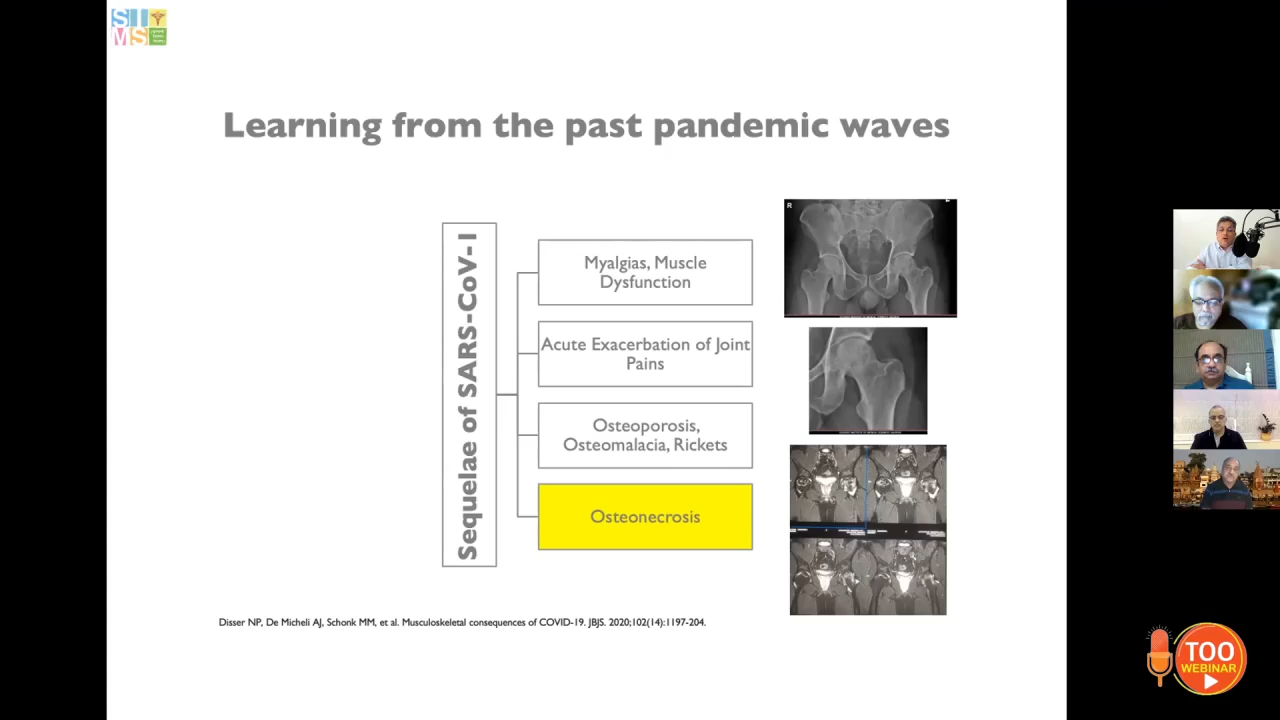 SI
MS
Learning from the past pandemic waves
Sequelae of SARS-CoV-1
Myalgias, Muscle
Dysfunction
Acute Exacerbation of Joint
Pains
Osteoporosis,
Osteomalacia, Rickets
Osteonecrosis
R
Disser NP, De Micheli AJ, Schonk MM, et al. Musculoskeletal consequences of COVID-19. JBJS. 2020;102(14):1197-204.
TOO
WEBINAR